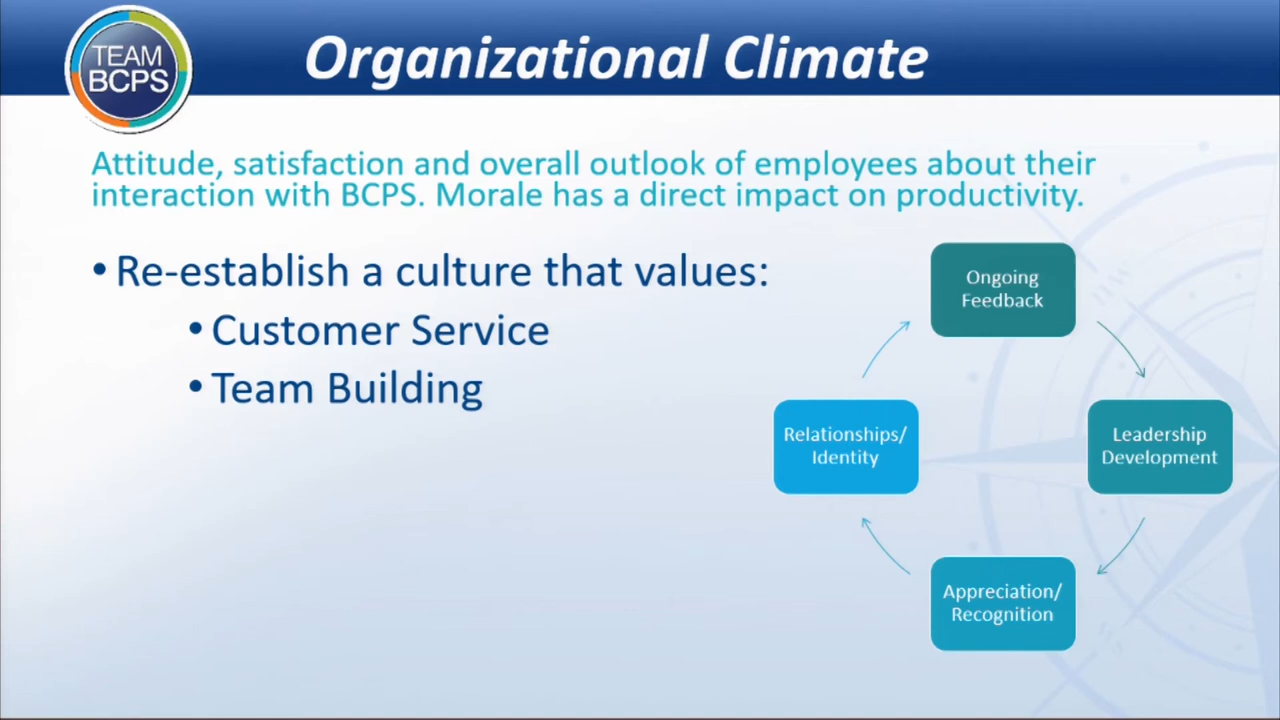 TEAM
BCPS
Organizational Climate
Attitude, satisfaction and overall outlook of employees about their
interaction with BCPS. Morale has a direct impact on productivity.
• Re-establish a culture that values:
• Customer Service
• Team Building
Ongoing
Feedback
Leadership
Development
Appreciation/
Recognition
Relationships/
Identity